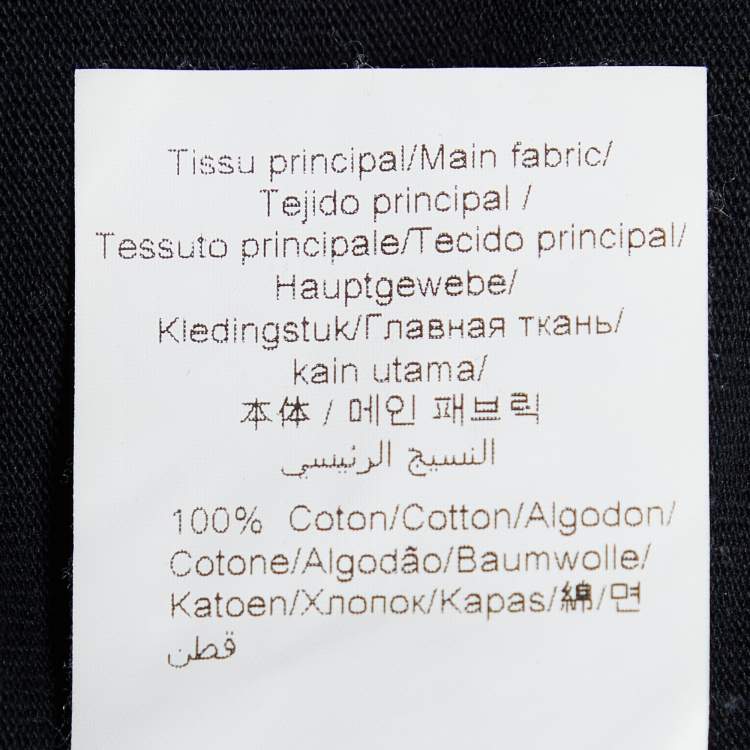 Tissu principal/Main fabric/
Tejido principal /
Tessuto principale/Tecido principal/
Hauptgewebe/
Kledingstuk/Главная ткань/
kain utama/
本体 / 메인 패브릭
النسيج الرئيسي
100% Coton/Cotton/Algodon/
Cotone/Algodão/Baumwolle/
Katoen/Хлопок/Kapas/綿/면
قطن